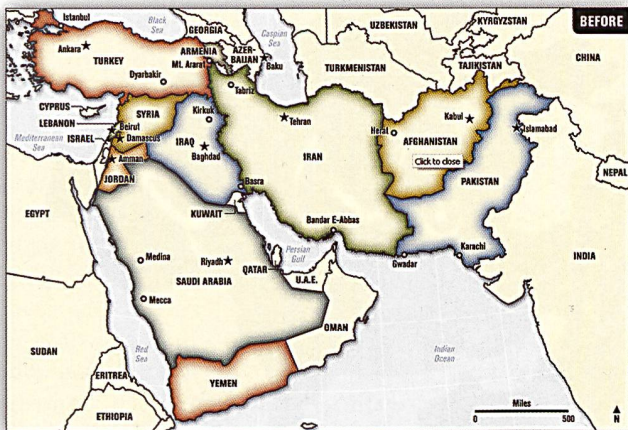 BEFORE
Istanbul
Black
Sea
GEORGIA
Caspian
Sea
UZBEKISTAN
KYRGYZSTAN
Ankara
TURKEY
ARMENIA
Mt. Ararat
AZER-
BAIJAN
Baku
TURKMENISTAN
TAJIKISTAN
CHINA
Dyarbakir
Tabriz
CYPRUS
SYRIA
Kirkuk
Tehran
Herat
Kabul
Islamabad
LEBANON
Beirut
Mediterranean
Sea
ISRAEL
Damascus
IRAQ
Baghdad
IRAN
AFGHANISTAN
Click to close
Amman
JORDAN
Basra
PAKISTAN
NEPAL
EGYPT
KUWAIT
Bandar E-Abbas
Medina
Riyadh
Persian
Gulf
QATAR
Gwadar
Karachi
SAUDI ARABIA
U.A.E.
INDIA
Mecca
OMAN
SUDAN
Red
Sea
Indian
Ocean
ERITREA
YEMEN
Miles
0
500
N
ETHIOPIA